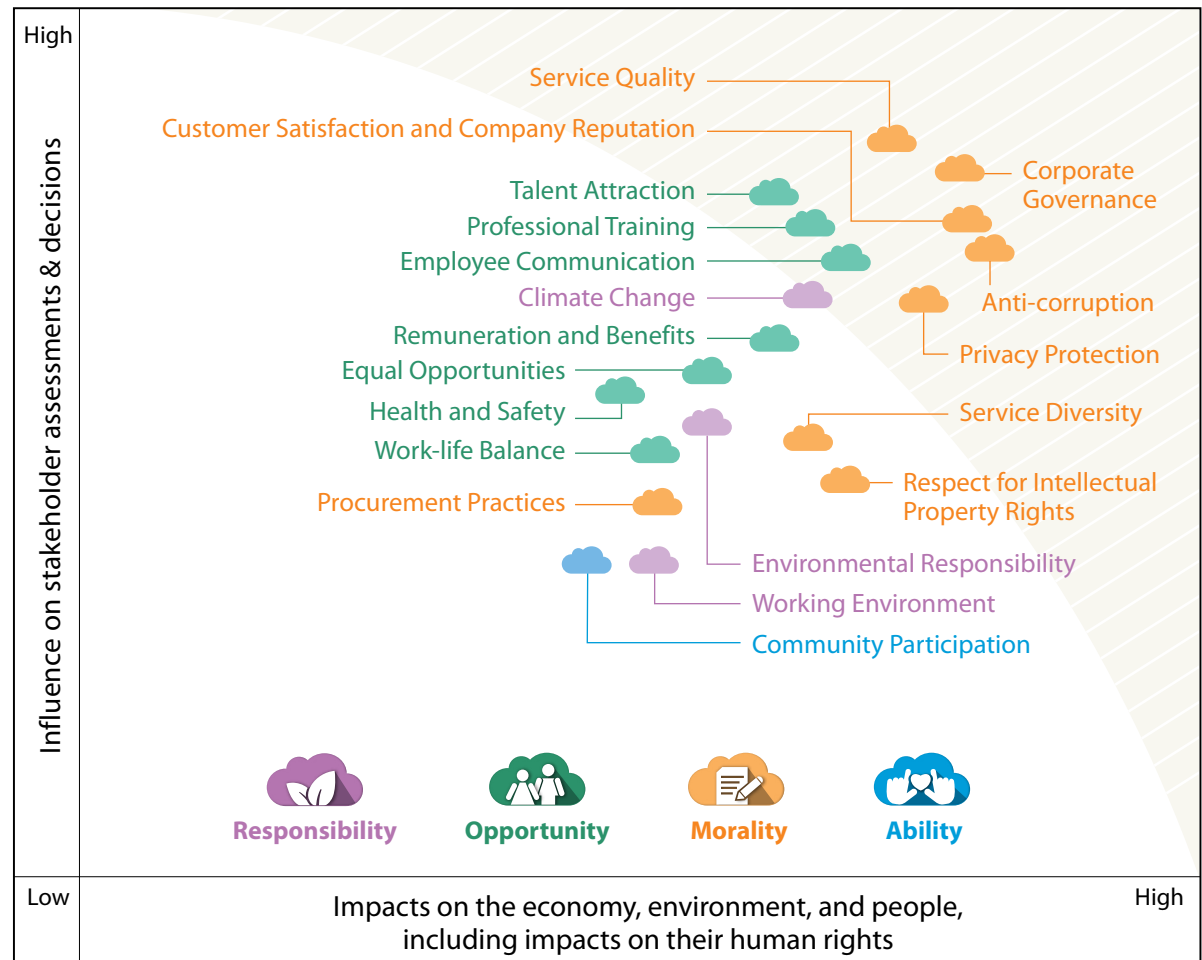 High
Influence on stakeholder assessments & decisions
Service Quality
Customer Satisfaction and Company Reputation
Corporate
Governance
Talent Attraction
Professional Training
Employee Communication
Climate Change
Anti-corruption
Remuneration and Benefits
Privacy Protection
Equal Opportunities
Health and Safety
Service Diversity
Work-life Balance
Respect for Intellectual
Property Rights
Procurement Practices
Environmental Responsibility
Working Environment
Community Participation
Responsibility
Opportunity
Morality
Ability
Low
Impacts on the economy, environment, and people,
including impacts on their human rights
High